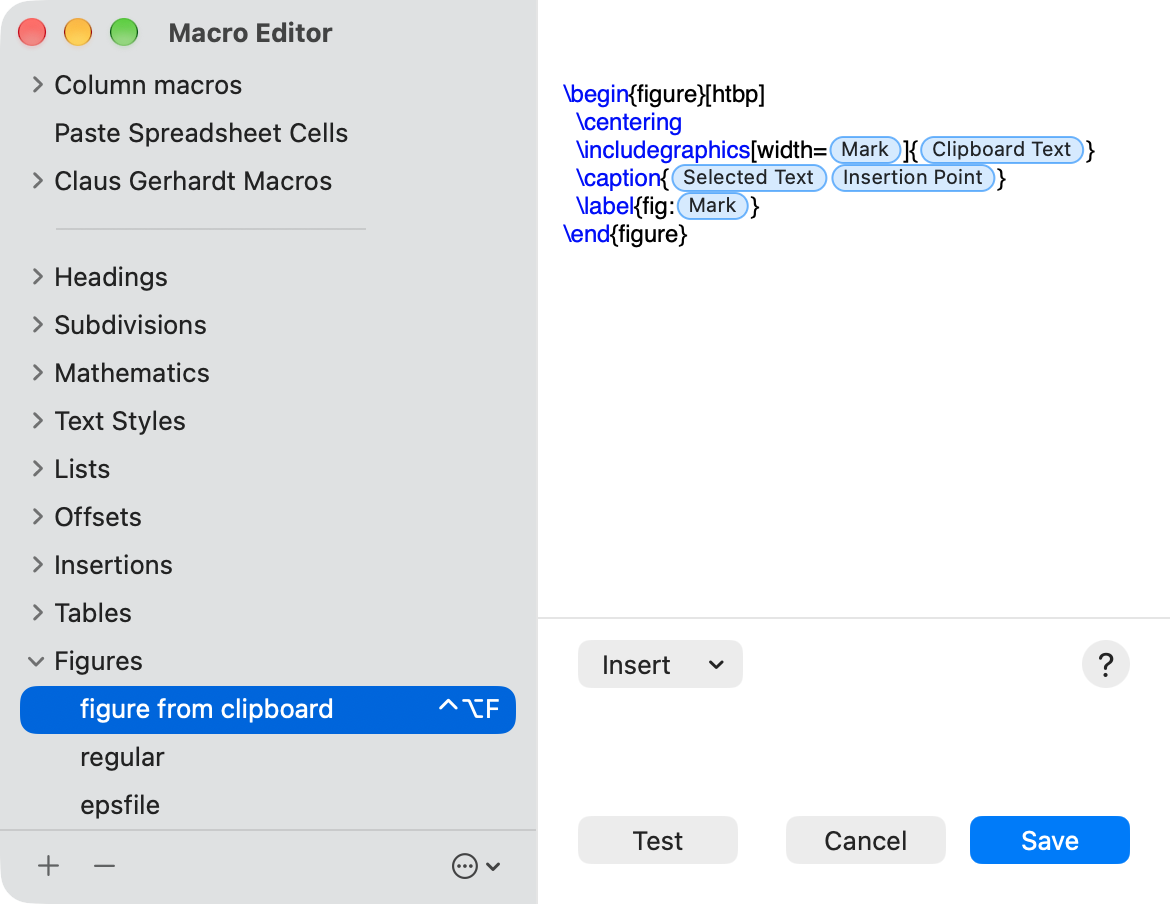 Macro Editor
Column macros
Paste Spreadsheet Cells
Claus Gerhardt Macros
Headings
Subdivisions
Mathematics
Text Styles
Lists
Offsets
Insertions
Tables
Figures
figure from clipboard ^⌥F
regular
epsfile
\begin{figure}[htbp]
\centering
\includegraphics[width= Mark ]{ Clipboard Text }
\caption{ Selected Text Insertion Point }
\label{fig: Mark }
\end{figure}
Insert ?
Test Cancel Save